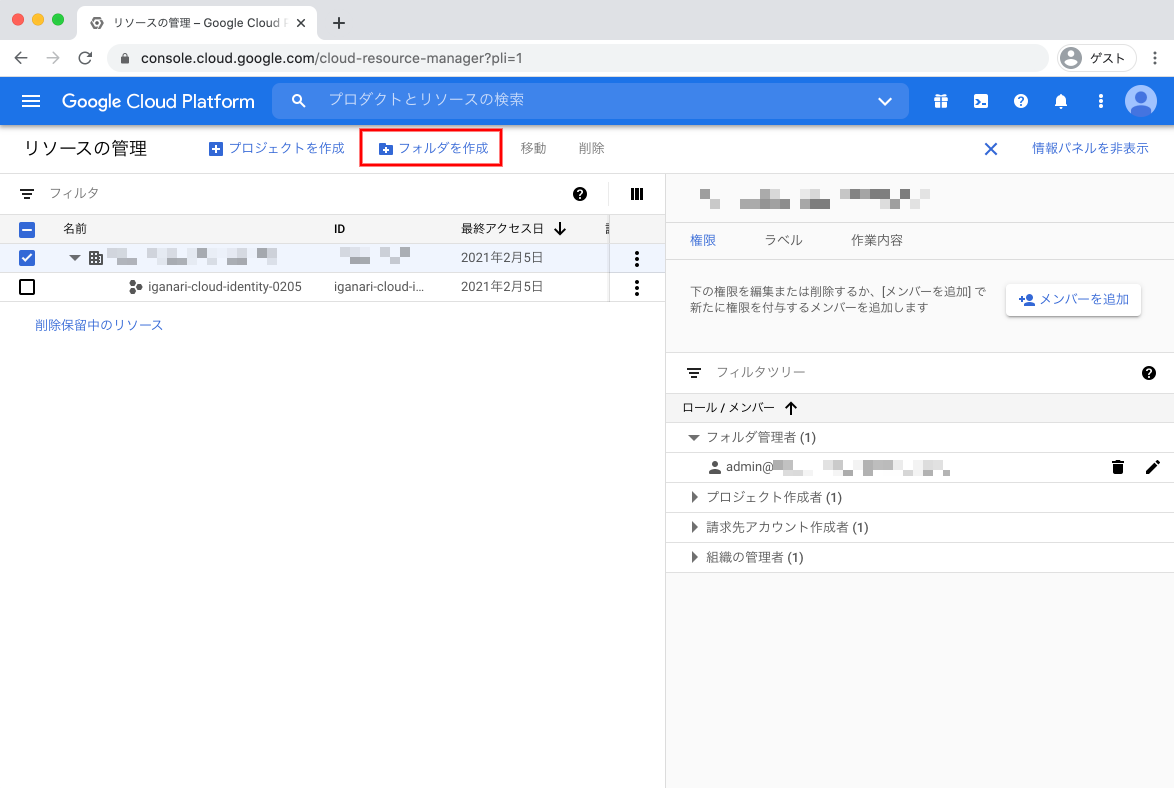 リソースの管理 – Google Cloud P
console.cloud.google.com/cloud-resource-manager?pli=1
ゲスト
Google Cloud Platform
プロダクトとリソースの検索
リソースの管理
プロジェクトを作成
フォルダを作成
移動
削除
情報パネルを非表示
フィルタ
名前
ID
最終アクセス日
2021年2月5日
iganari-cloud-identity-0205
iganari-cloud-i...
2021年2月5日
削除保留中のリソース
権限
ラベル
作業内容
下の権限を編集または削除するか、[メンバーを追加] で
新たに権限を付与するメンバーを追加します
メンバーを追加
フィルタツリー
ロール / メンバー
フォルダ管理者 (1)
admin@
プロジェクト作成者 (1)
請求先アカウント作成者 (1)
組織の管理者 (1)